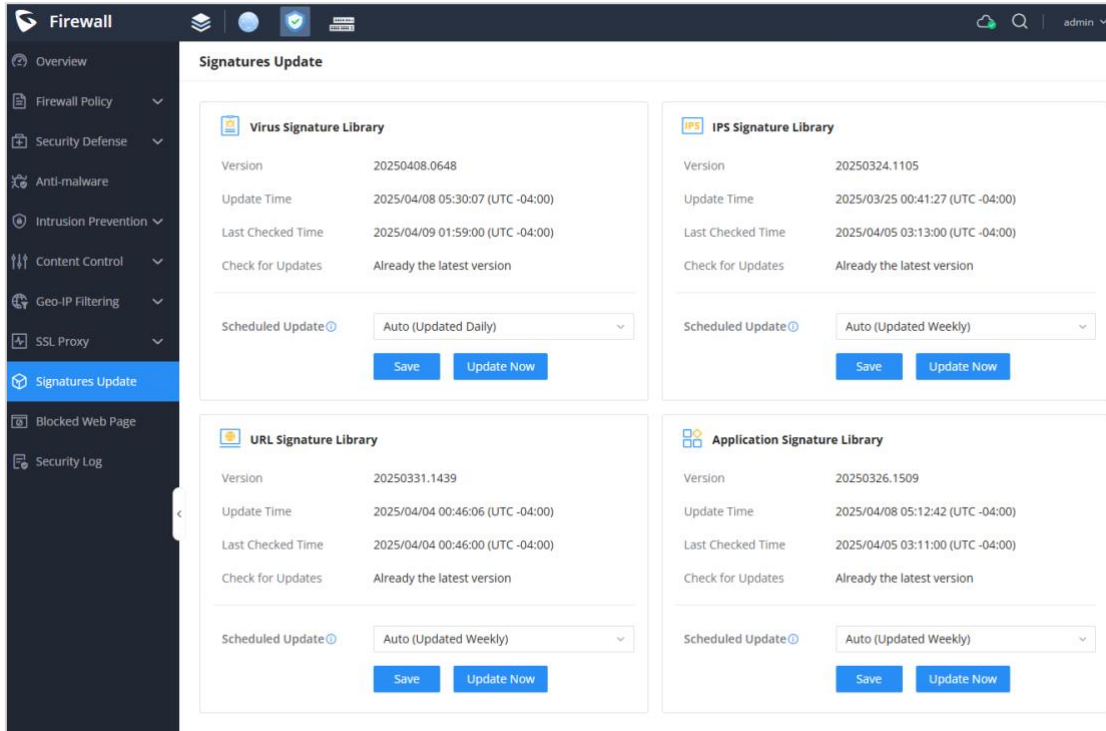 Firewall
admin
Overview
Firewall Policy
Security Defense
Anti-malware
Intrusion Prevention
Content Control
Geo-IP Filtering
SSL Proxy
Signatures Update
Blocked Web Page
Security Log
Signatures Update
Virus Signature Library
Version 20250408.0648
Update Time 2025/04/08 05:30:07 (UTC -04:00)
Last Checked Time 2025/04/09 01:59:00 (UTC -04:00)
Check for Updates Already the latest version
Scheduled Update Auto (Updated Daily)
Save Update Now
IPS IPS Signature Library
Version 20250324.1105
Update Time 2025/03/25 00:41:27 (UTC -04:00)
Last Checked Time 2025/04/05 03:13:00 (UTC -04:00)
Check for Updates Already the latest version
Scheduled Update Auto (Updated Weekly)
Save Update Now
URL Signature Library
Version 20250331.1439
Update Time 2025/04/04 00:46:06 (UTC -04:00)
Last Checked Time 2025/04/04 00:46:00 (UTC -04:00)
Check for Updates Already the latest version
Scheduled Update Auto (Updated Weekly)
Save Update Now
Application Signature Library
Version 20250326.1509
Update Time 2025/04/08 05:12:42 (UTC -04:00)
Last Checked Time 2025/04/05 03:11:00 (UTC -04:00)
Check for Updates Already the latest version
Scheduled Update Auto (Updated Weekly)
Save Update Now